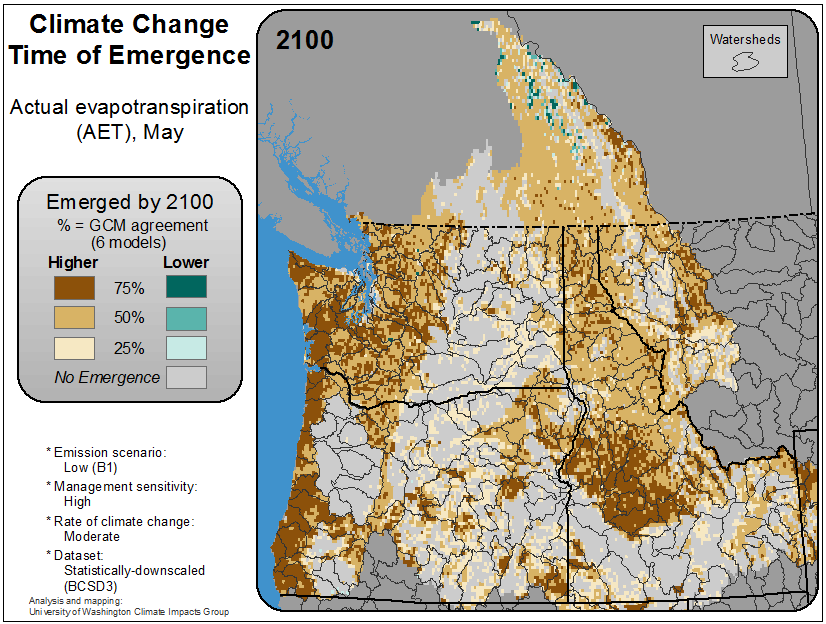 Climate Change
Time of Emergence
Actual evapotranspiration
(AET), May
Emerged by 2100
% = GCM agreement
(6 models)
Higher Lower
75%
50%
25%
No Emergence
* Emission scenario:
Low (B1)
* Management sensitivity:
High
* Rate of climate change:
Moderate
* Dataset:
Statistically-downscaled
(BCSD3)
Analysis and mapping:
University of Washington Climate Impacts Group
2100
Watersheds